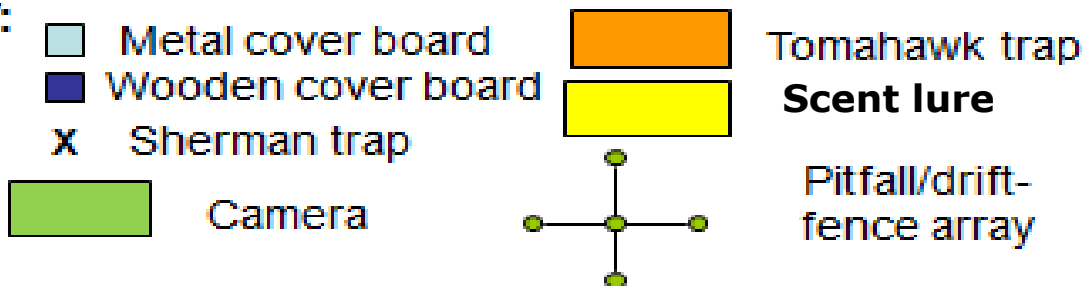 :
Metal cover board
Wooden cover board
x Sherman trap
Camera
Tomahawk trap
Scent lure
Pitfall/drift-
fence array